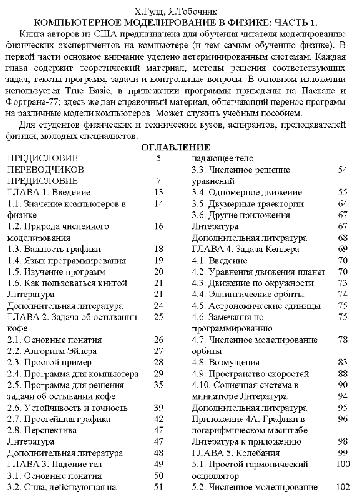 Х.Гулд, Я.Тобочник
КОМПЬЮТЕРНОЕ МОДЕЛИРОВАНИЕ В ФИЗИКЕ: ЧАСТЬ 1.
Книга авторов из США предназначена для обучения читателя моделированию
физических экспериментов на компьютере (и тем самым обучению физике). В
первой части основное внимание уделено детерминированным системам. Каждая
глава содержит теоретический материал, методы решения соответствующих
задач, тексты программ, задачи и контрольные вопросы. В основном изложении
используется True Basic, в приложении программы приведены на Паскале и
Фортране-77; здесь же дан справочный материал, облегчающий перенос программ
на различные модели компьютеров. Может служить учебным пособием.
Для студентов физических и технических вузов, аспирантов, преподавателей
физики, молодых специалистов.
ОГЛАВЛЕНИЕ
ПРЕДИСЛОВИЕ 5
ПЕРЕВОДЧИКОВ
ПРЕДИСЛОВИЕ 7
ГЛАВА 1. Введение 13
1.1. Значение компьютеров в 14
физике
1.2. Природа численного 16
моделирования
1.3. Важность графики 18
1.4. Язык программирования 19
1.5. Изучение программ 20
1.6. Как пользоваться книгой 21
Литература 21
Дополнительная литература 24
ГЛАВА 2. Задача об остывании 25
кофе
2.1. Основные понятия 26
2.2. Алгоритм Эйлера 27
2.3. Простой пример 28
2.4. Программа для компьютера 29
2.5. Программа для решения 35
задачи об остывании кофе
2.6. Устойчивость и точность 39
2.7. Простейшая графика 42
2.8. Перспектива 47
Литература 47
Дополнительная литература 48
ГЛАВА 3. Падение тел 49
3.1. Основные понятия 50
3.2. Сила, действующая на 51
падающее тело
3.3. Численное решение 54
уравнений
3.4. Одномерное движение 55
3.5. Двумерные траектории 64
3.6. Другие приложения 67
Литература 67
Дополнительная литература 68
ГЛАВА 4. Задача Кеплера 69
4.1. Введение 70
4.2. Уравнения движения планет 70
4.3. Движение по окружности 73
4.4. Эллиптические орбиты 74
4.5. Астрономические единицы 75
4.6. Замечания по 75
программированию
4.7. Численное моделирование 78
орбиты
4.8. Возмущения 83
4.9. Пространство скоростей 88
4.10. Солнечная система в 90
миниатюре Литература 94
Дополнительная литература 95
Приложение 4А. Графики в 96
логарифмическом масштабе
Литература к приложению 98
ГЛАВА 5. Колебания 99
5.1. Простой гармонический 100
осциллятор
5.2. Численное моделирование 102